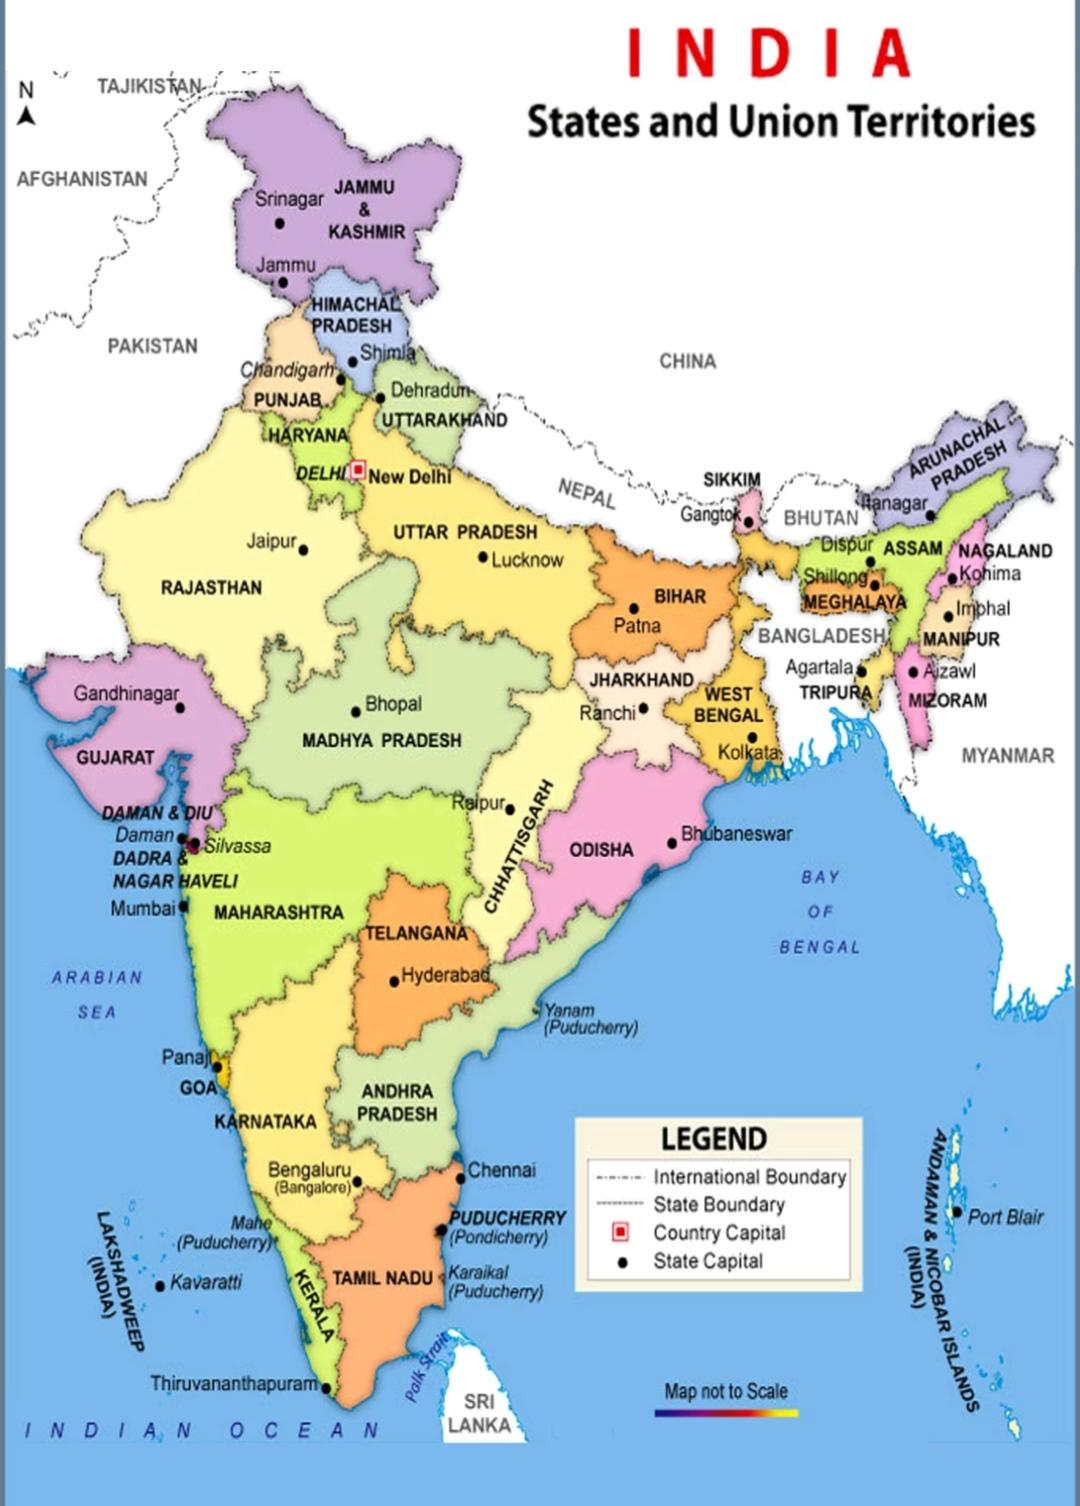 INDIA
States and Union Territories
N
TAJIKISTAN
AFGHANISTAN
PAKISTAN
CHINA
Srinagar
JAMMU
&
KASHMIR
Jammu
HIMACHAL
PRADESH
Shimla
Chandigarh
PUNJAB
Dehradun
UTTARAKHAND
HARYANA
DELHI
New Delhi
NEPAL
SIKKIM
Gangtok
BHUTAN
ARUNACHAL
PRADESH
Itanagar
Dispur
ASSAM
NAGALAND
Kohima
Shillong
MEGHALAYA
Imphal
MANIPUR
BANGLADESH
Agartala
TRIPURA
Aizawl
MIZORAM
MYANMAR
Jaipur
RAJASTHAN
UTTAR PRADESH
Lucknow
BIHAR
Patna
JHARKHAND
Ranchi
WEST
BENGAL
Kolkata
Gandhinagar
GUJARAT
Bhopal
MADHYA PRADESH
Raipur
CHHATTISGARH
ODISHA
Bhubaneswar
DAMAN & DIU
Daman
Silvassa
DADRA &
NAGAR HAVELI
Mumbai
MAHARASHTRA
TELANGANA
Hyderabad
BAY
OF
BENGAL
ARABIAN
SEA
Yanam
(Puducherry)
Panaji
GOA
KARNATAKA
ANDHRA
PRADESH
Bengaluru
(Bangalore)
Chennai
Mahe
(Puducherry)
PUDUCHERRY
(Pondicherry)
KERALA
TAMIL NADU
Karaikal
(Puducherry)
LAKSHADWEEP
(INDIA)
Kavaratti
Thiruvananthapuram
Palk Strait
SRI
LANKA
INDIAN OCEAN
LEGEND
International Boundary
State Boundary
Country Capital
State Capital
Map not to Scale
ANDAMAN & NICOBAR ISLANDS
(INDIA)
Port Blair